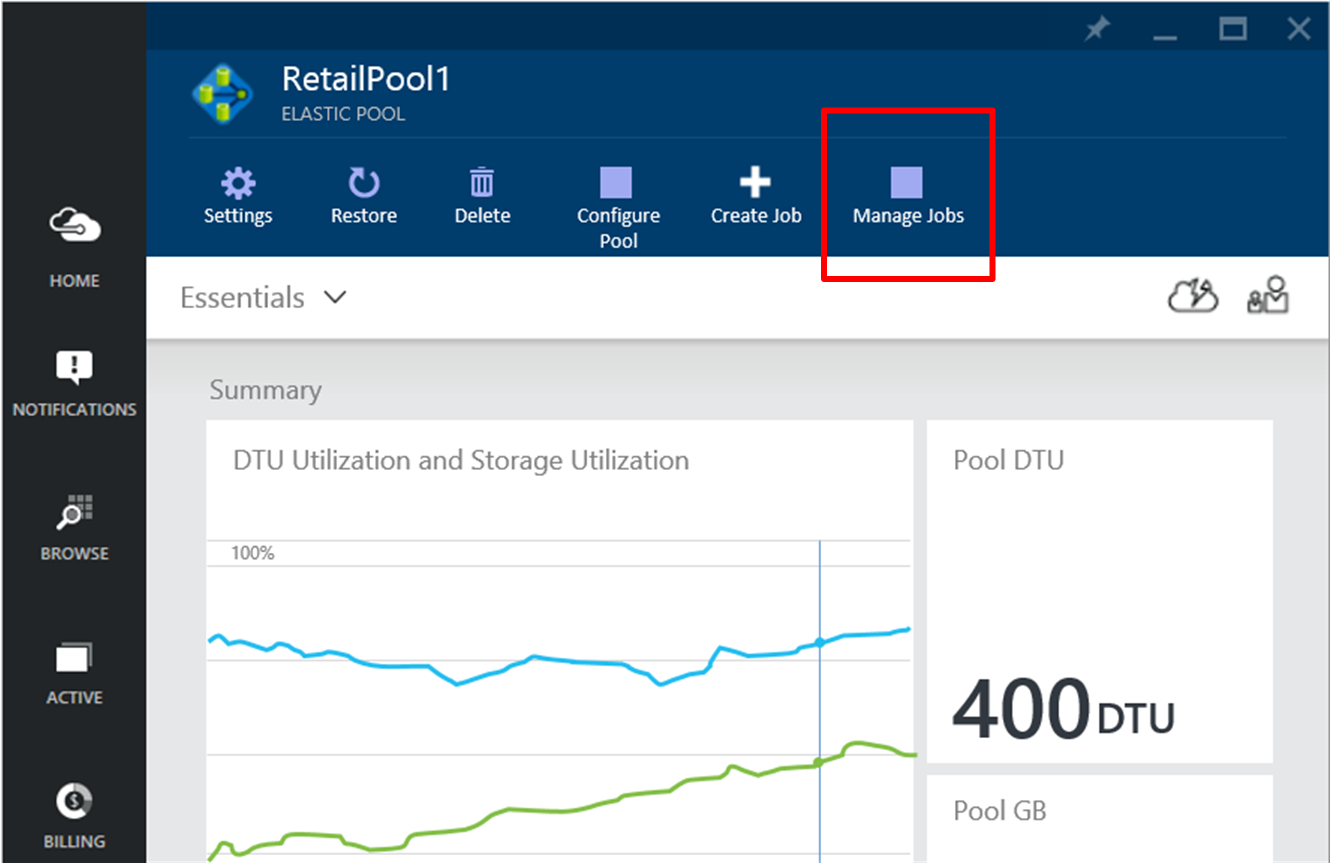 RetailPool1
ELASTIC POOL
Settings
Restore
Delete
Configure
Pool
Create Job
Manage Jobs
HOME
NOTIFICATIONS
BROWSE
ACTIVE
BILLING
Essentials
Summary
DTU Utilization and Storage Utilization
100%
Pool DTU
400 DTU
Pool GB